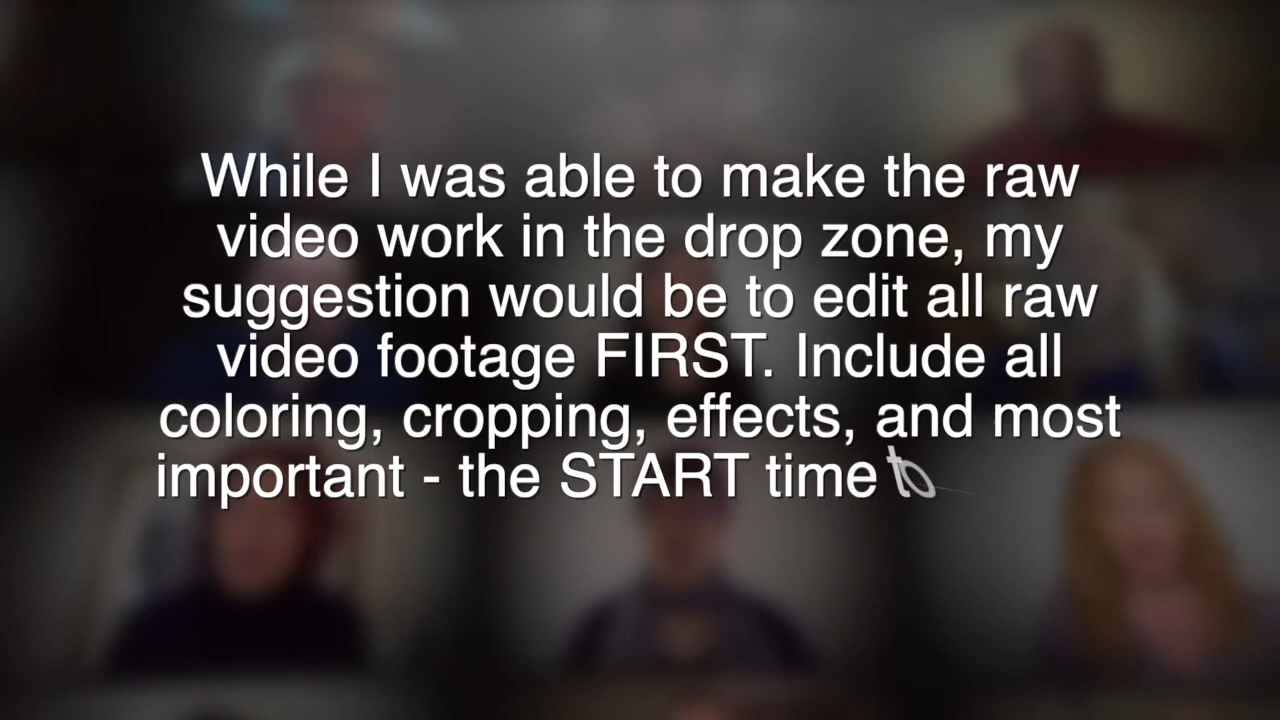 While I was able to make the raw
video work in the drop zone, my
suggestion would be to edit all raw
video footage FIRST. Include all
coloring, cropping, effects, and most
important - the START time to